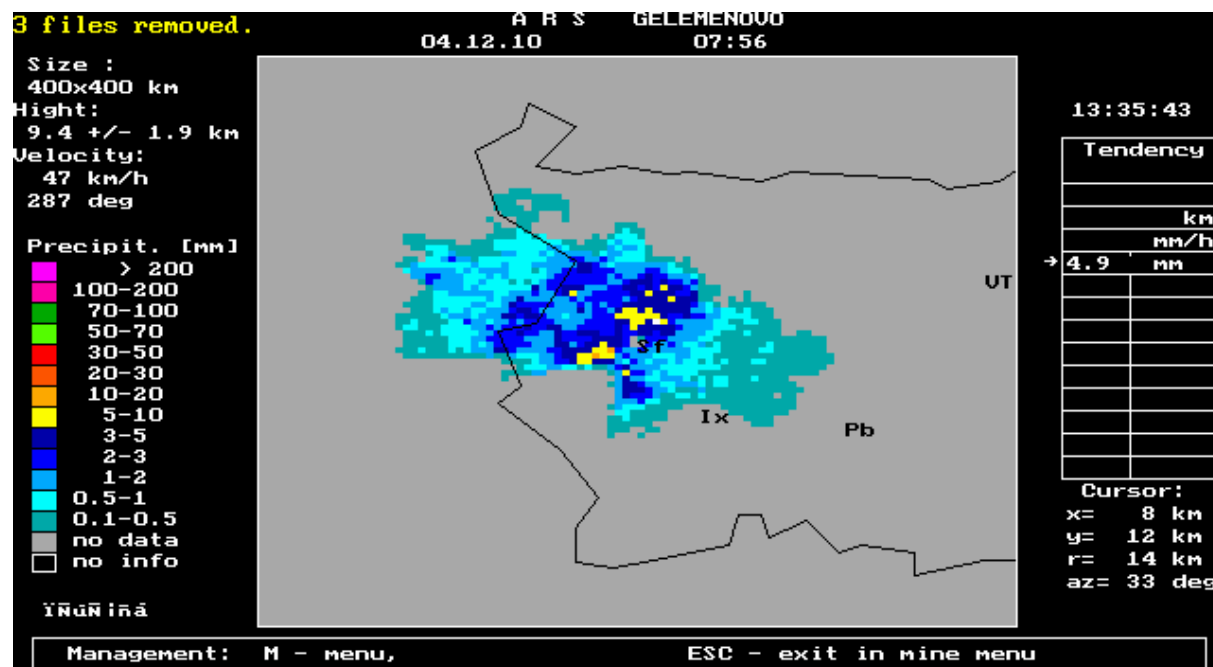 3 files removed.
A R S GELEMENOVO
04.12.10 07:56
Size :
400x400 km
Hight:
9.4 +/- 1.9 km
Velocity:
47 km/h
287 deg
Precipit. [mm]
> 200
100-200
70-100
50-70
30-50
20-30
10-20
5-10
3-5
2-3
1-2
0.5-1
0.1-0.5
no data
no info
ïÑúÑ¡ñá
VT
Sf
Ix
Pb
13:35:43
Tendency
km
mm/h
→ 4.9 ' mm
Cursor:
x= 8 km
y= 12 km
r= 14 km
az= 33 deg
Management: M - menu, ESC - exit in mine menu